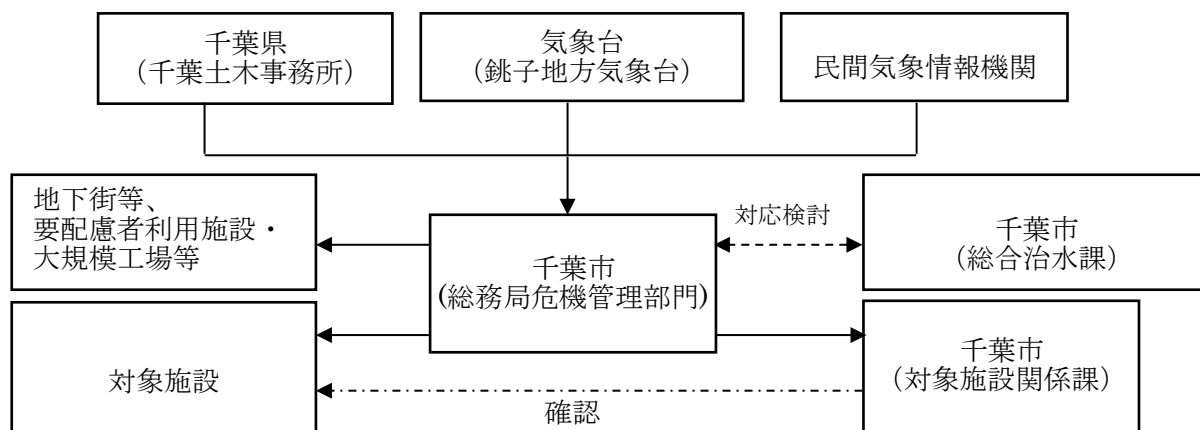 千葉県
（千葉土木事務所）
気象台
（銚子地方気象台）
民間気象情報機関
地下街等、
要配慮者利用施設・
大規模工場等
千葉市
(総務局危機管理部門)
対応検討
千葉市
（総合治水課）
対象施設
千葉市
（対象施設関係課）
確認